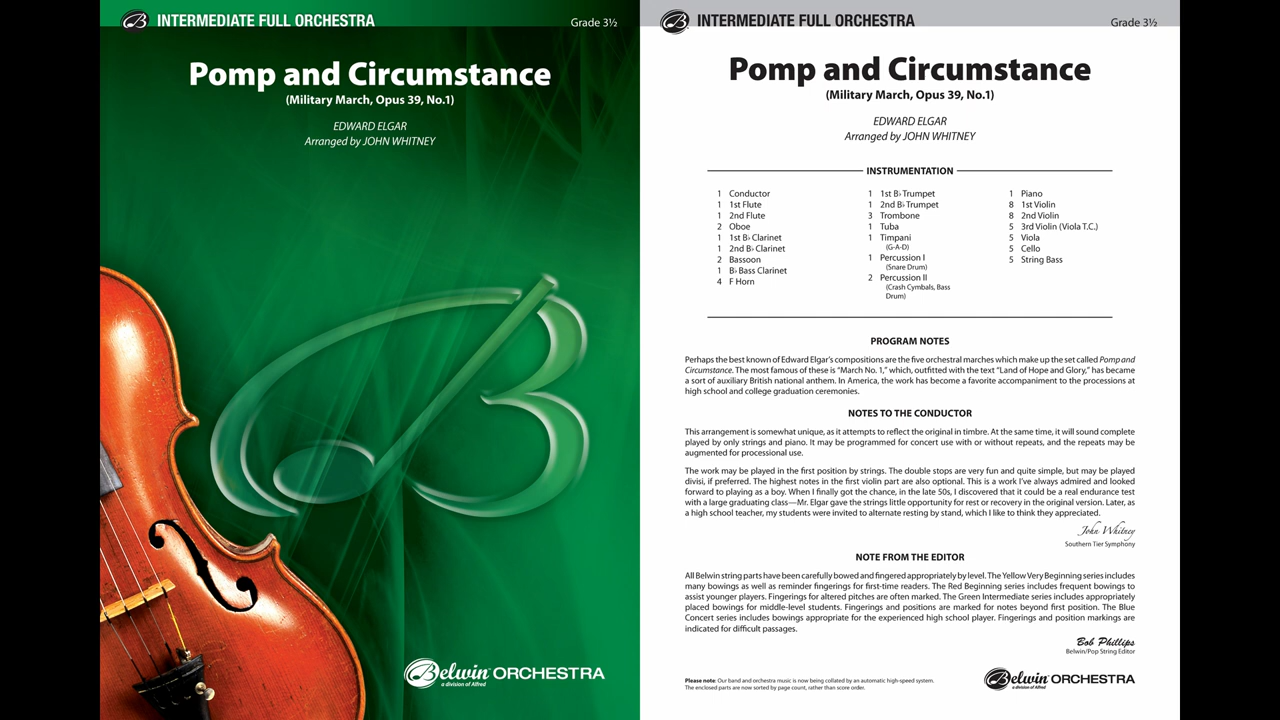 INTERMEDIATE FULL ORCHESTRA
Grade 3½
Pomp and Circumstance
(Military March, Opus 39, No.1)
EDWARD ELGAR
Arranged by JOHN WHITNEY
Belwin™ ORCHESTRA
a division of Alfred
INTERMEDIATE FULL ORCHESTRA
Grade 3½
Pomp and Circumstance
(Military March, Opus 39, No.1)
EDWARD ELGAR
Arranged by JOHN WHITNEY
INSTRUMENTATION
1 Conductor
1 1st Flute
1 2nd Flute
2 Oboe
1 1st B♭ Clarinet
1 2nd B♭ Clarinet
2 Bassoon
1 B♭ Bass Clarinet
4 F Horn
1 1st B♭ Trumpet
1 2nd B♭ Trumpet
3 Trombone
1 Tuba
1 Timpani
(G-A-D)
1 Percussion I
(Snare Drum)
2 Percussion II
(Crash Cymbals, Bass
Drum)
1 Piano
8 1st Violin
8 2nd Violin
5 3rd Violin (Viola T.C.)
5 Viola
5 Cello
5 String Bass
PROGRAM NOTES
Perhaps the best known of Edward Elgar's compositions are the five orchestral marches which make up the set called Pomp and
Circumstance. The most famous of these is "March No. 1," which, outfitted with the text "Land of Hope and Glory," has became
a sort of auxiliary British national anthem. In America, the work has become a favorite accompaniment to the processions at
high school and college graduation ceremonies.
NOTES TO THE CONDUCTOR
This arrangement is somewhat unique, as it attempts to reflect the original in timbre. At the same time, it will sound complete
played by only strings and piano. It may be programmed for concert use with or without repeats, and the repeats may be
augmented for processional use.
The work may be played in the first position by strings. The double stops are very fun and quite simple, but may be played
divisi, if preferred. The highest notes in the first violin part are also optional. This is a work I've always admired and looked
forward to playing as a boy. When I finally got the chance, in the late 50s, I discovered that it could be a real endurance test
with a large graduating class—Mr. Elgar gave the strings little opportunity for rest or recovery in the original version. Later, as
a high school teacher, my students were invited to alternate resting by stand, which I like to think they appreciated.
John Whitney
Southern Tier Symphony
NOTE FROM THE EDITOR
All Belwin string parts have been carefully bowed and fingered appropriately by level. The Yellow Very Beginning series includes
many bowings as well as reminder fingerings for first-time readers. The Red Beginning series includes frequent bowings to
assist younger players. Fingerings for altered pitches are often marked. The Green Intermediate series includes appropriately
placed bowings for middle-level students. Fingerings and positions are marked for notes beyond first position. The Blue
Concert series includes bowings appropriate for the experienced high school player. Fingerings and position markings are
indicated for difficult passages.
Bob Phillips
Belwin/Pop String Editor
Please note: Our band and orchestra music is now being collated by an automatic high-speed system.
The enclosed parts are now sorted by page count, rather than score order.
Belwin™ ORCHESTRA
a division of Alfred